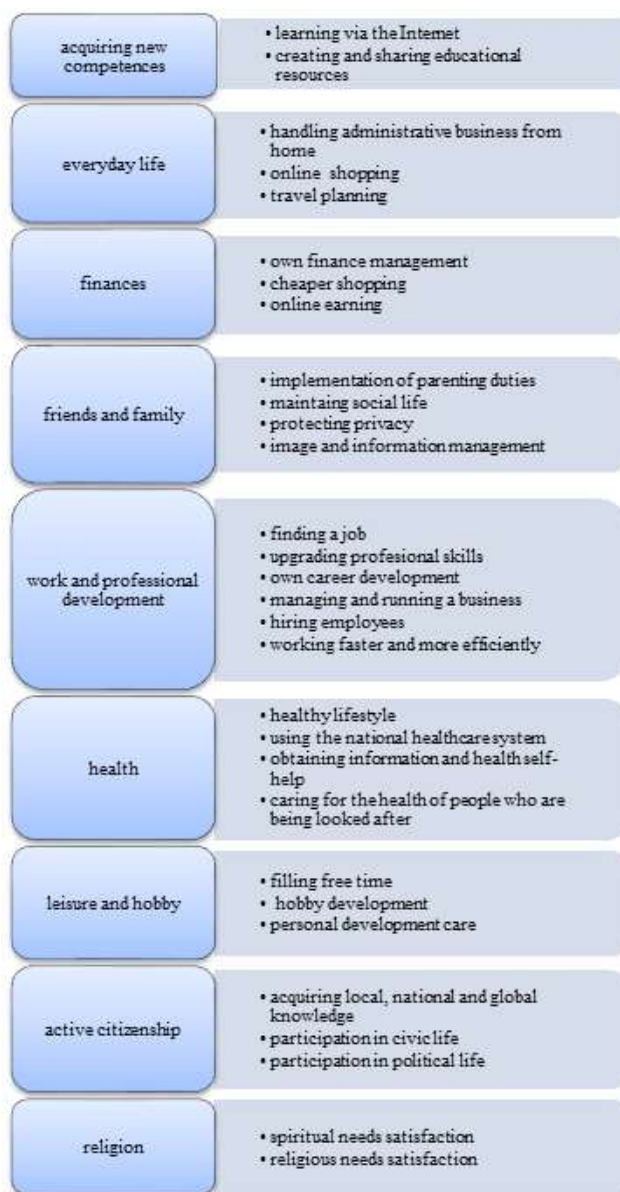 acquiring new
competences
• learning via the Internet
• creating and sharing educational
resources
everyday life
• handling administrative business from
home
• online shopping
• travel planning
finances
• own finance management
• cheaper shopping
• online earning
friends and family
• implementation of parenting duties
• maintaing social life
• protecting privacy
• image and information management
work and professional
development
• finding a job
• upgrading profesional skills
• own career development
• managing and running a business
• hiring employees
• working faster and more efficiently
health
• healthy lifestyle
• using the national healthcare system
• obtaining information and health self-
help
• caring for the health of people who are
being looked after
leisure and hobby
• filling free time
• hobby development
• personal development care
active citizenship
• acquiring local, national and global
knowledge
• participation in civic life
• participation in political life
religion
• spiritual needs satisfaction
• religious needs satisfaction